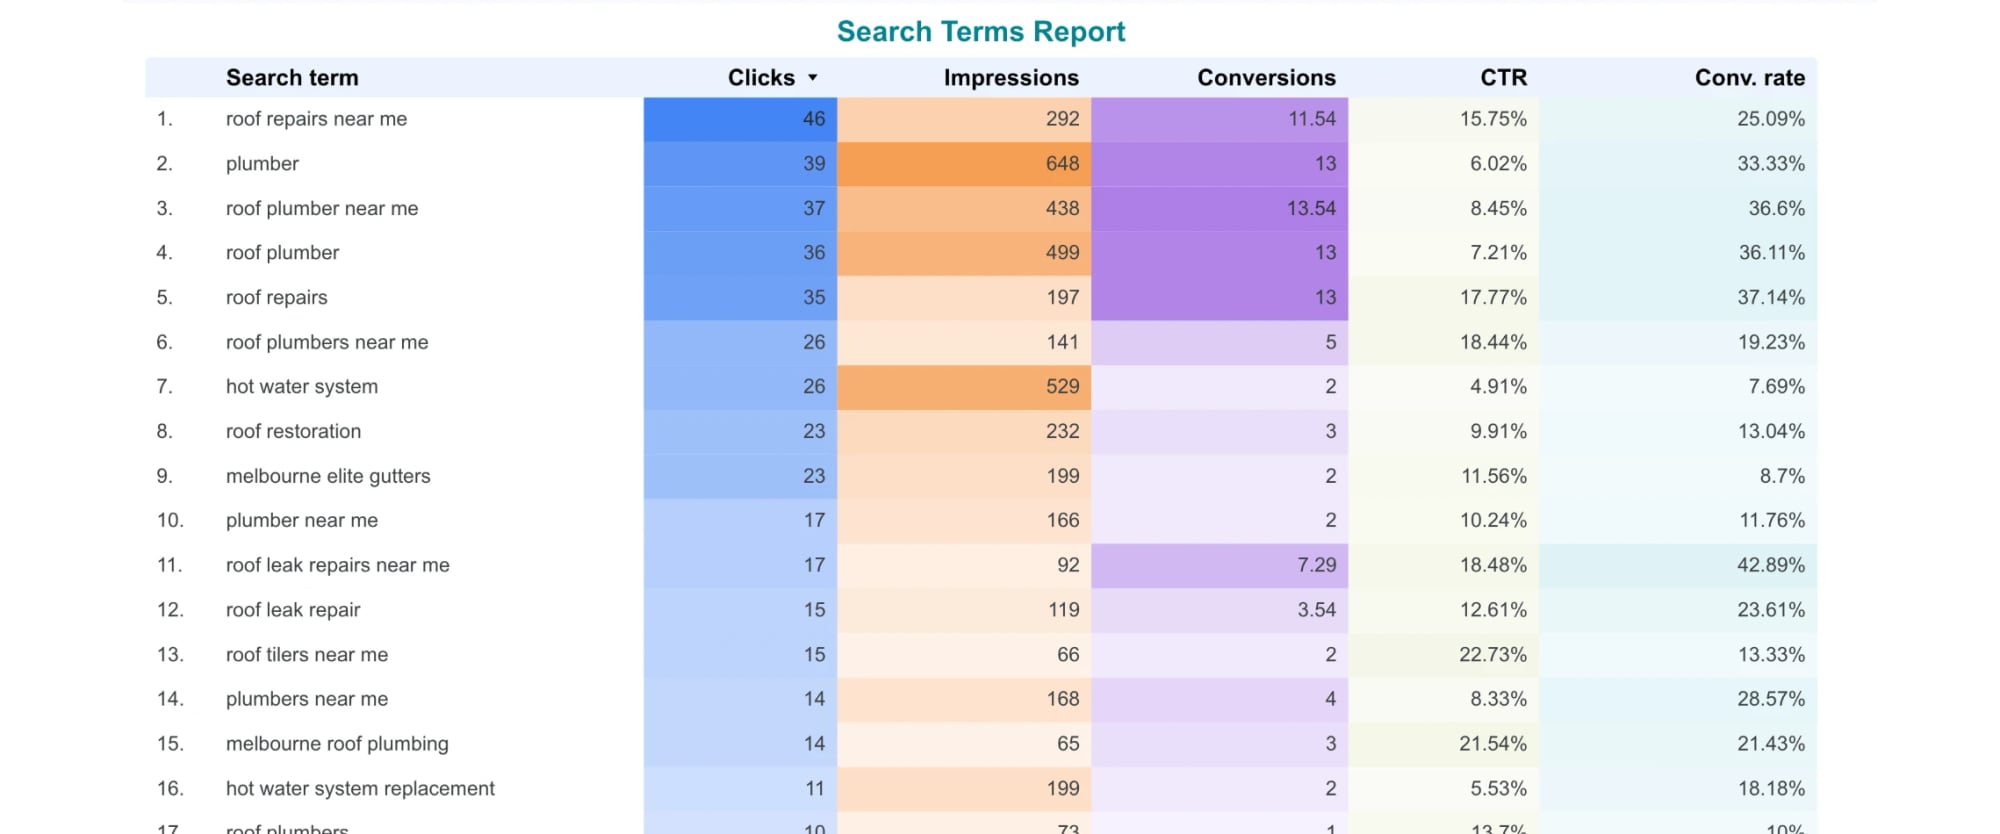 Search Terms Report
Search term Clicks ▼ Impressions Conversions CTR Conv. rate
1. roof repairs near me 46 292 11.54 15.75% 25.09%
2. plumber 39 648 13 6.02% 33.33%
3. roof plumber near me 37 438 13.54 8.45% 36.6%
4. roof plumber 36 499 13 7.21% 36.11%
5. roof repairs 35 197 13 17.77% 37.14%
6. roof plumbers near me 26 141 5 18.44% 19.23%
7. hot water system 26 529 2 4.91% 7.69%
8. roof restoration 23 232 3 9.91% 13.04%
9. melbourne elite gutters 23 199 2 11.56% 8.7%
10. plumber near me 17 166 2 10.24% 11.76%
11. roof leak repairs near me 17 92 7.29 18.48% 42.89%
12. roof leak repair 15 119 3.54 12.61% 23.61%
13. roof tilers near me 15 66 2 22.73% 13.33%
14. plumbers near me 14 168 4 8.33% 28.57%
15. melbourne roof plumbing 14 65 3 21.54% 21.43%
16. hot water system replacement 11 199 2 5.53% 18.18%
17. roof plumbers 10 73 1 13.7% 10%